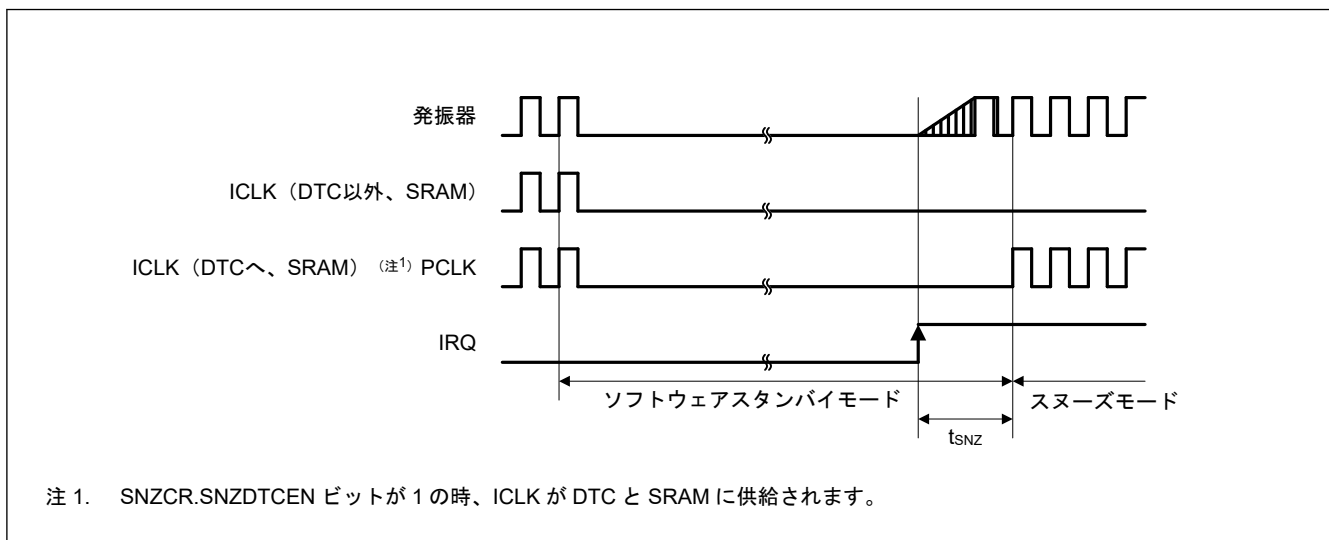 発振器
ICLK（DTC以外、SRAM）
ICLK（DTCへ、SRAM）（注1）PCLK
IRQ
ソフトウェアスタンバイモード
スヌーズモード
tSNZ
注 1. SNZCR.SNZDTCEN ビットが 1 の時、ICLK が DTC と SRAM に供給されます。